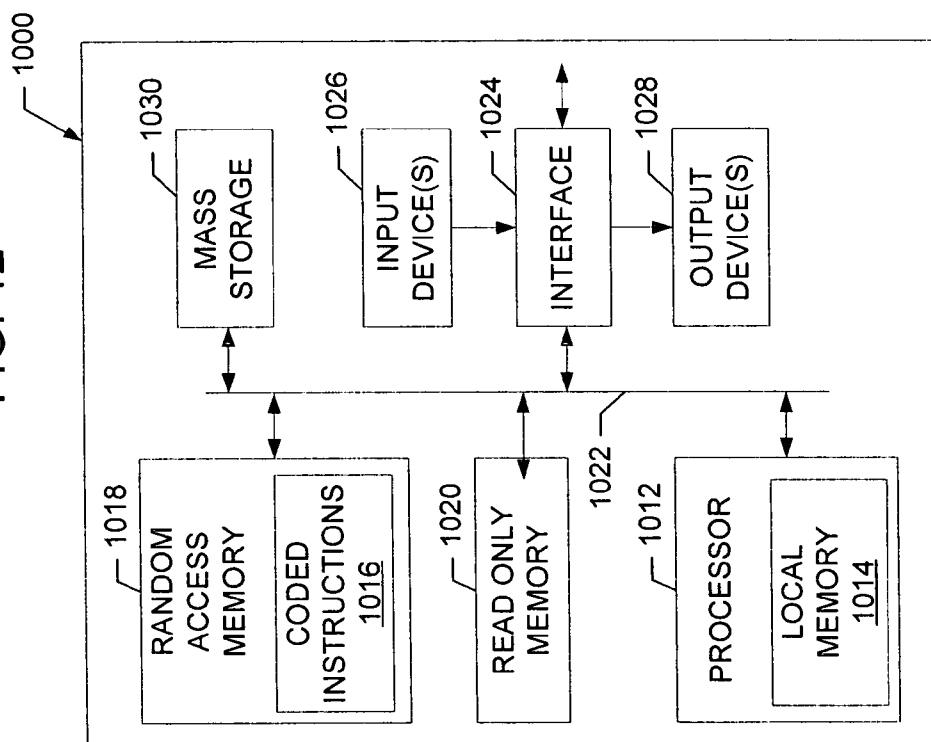 1012
PROCESSOR
LOCAL
MEMORY
1014
1020
READ ONLY
MEMORY
1018
RANDOM
ACCESS
MEMORY
CODED
INSTRUCTIONS
1016
1022
OUTPUT
DEVICE(S)
1028
INTERFACE
1024
INPUT
DEVICE(S)
1026
MASS
STORAGE
1030
1000